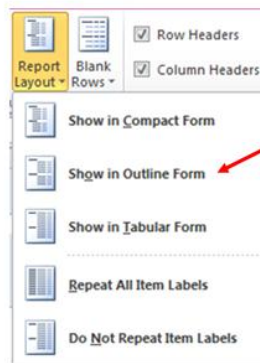 Report Layout
Blank Rows
Row Headers
Column Headers
Show in Compact Form
Show in Outline Form
Show in Tabular Form
Repeat All Item Labels
Do Not Repeat Item Labels